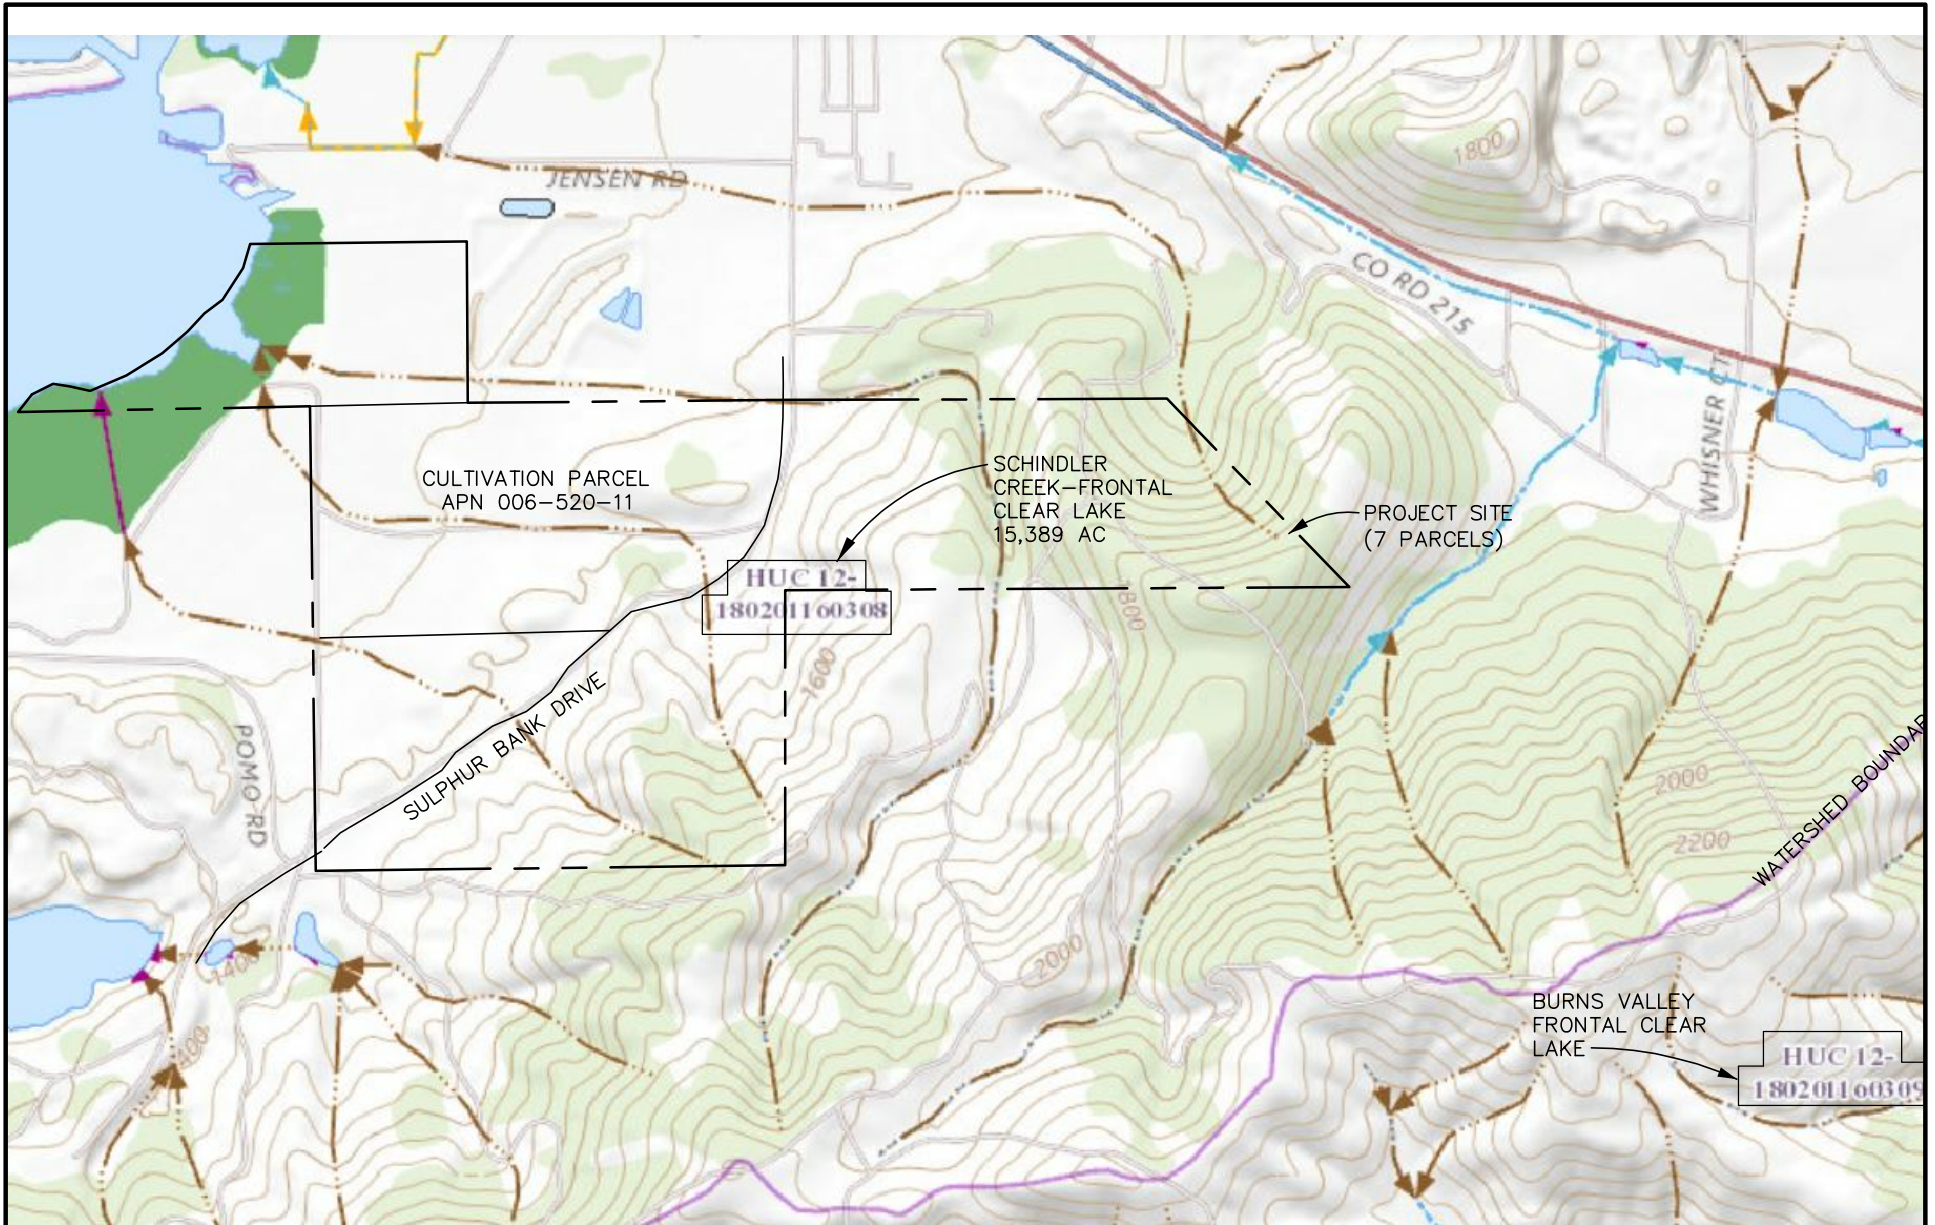 JENSEN RD
1800
CO RD 215
WHISNER CT
CULTIVATION PARCEL
APN 006-520-11
SCHINDLER
CREEK-FRONTAL
CLEAR LAKE
15,389 AC
PROJECT SITE
(7 PARCELS)
HUC 12-
180201160308
1800
1600
SULPHUR BANK DRIVE
POMO RD
2000
2200
WATERSHED BOUNDAR
1400
2000
BURNS VALLEY
FRONTAL CLEAR
LAKE
HUC 12-